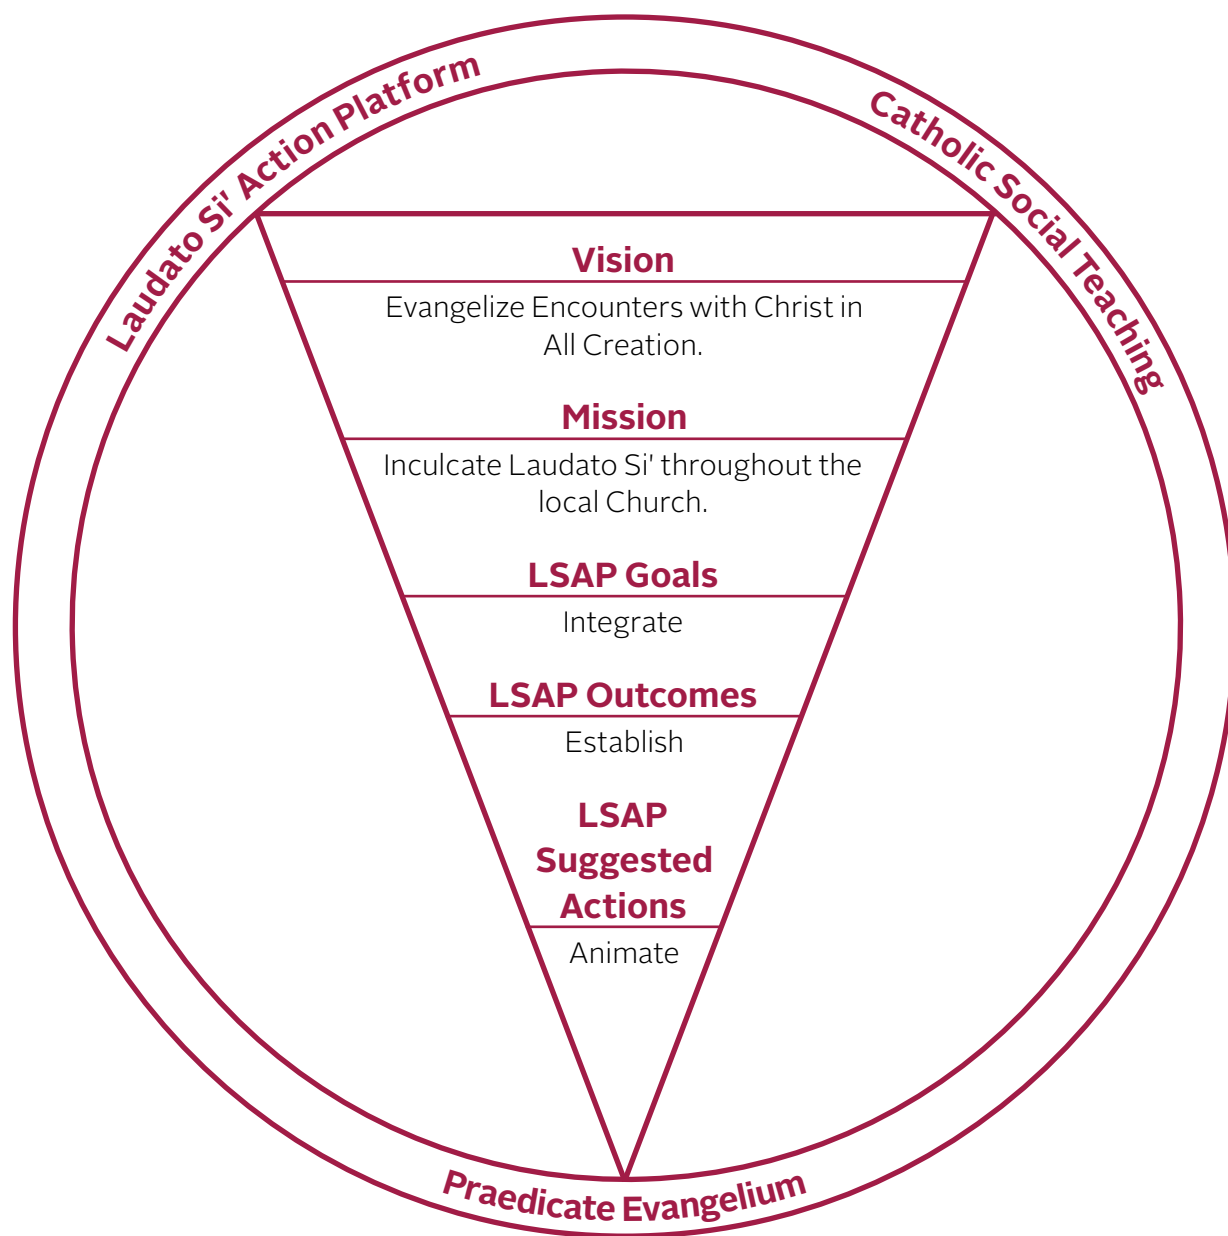 Laudato Si' Action Platform
Catholic Social Teaching
Vision
Evangelize Encounters with Christ in
All Creation.
Mission
Inculcate Laudato Si' throughout the
local Church.
LSAP Goals
Integrate
LSAP Outcomes
Establish
LSAP
Suggested
Actions
Animate
Praedicate Evangelium